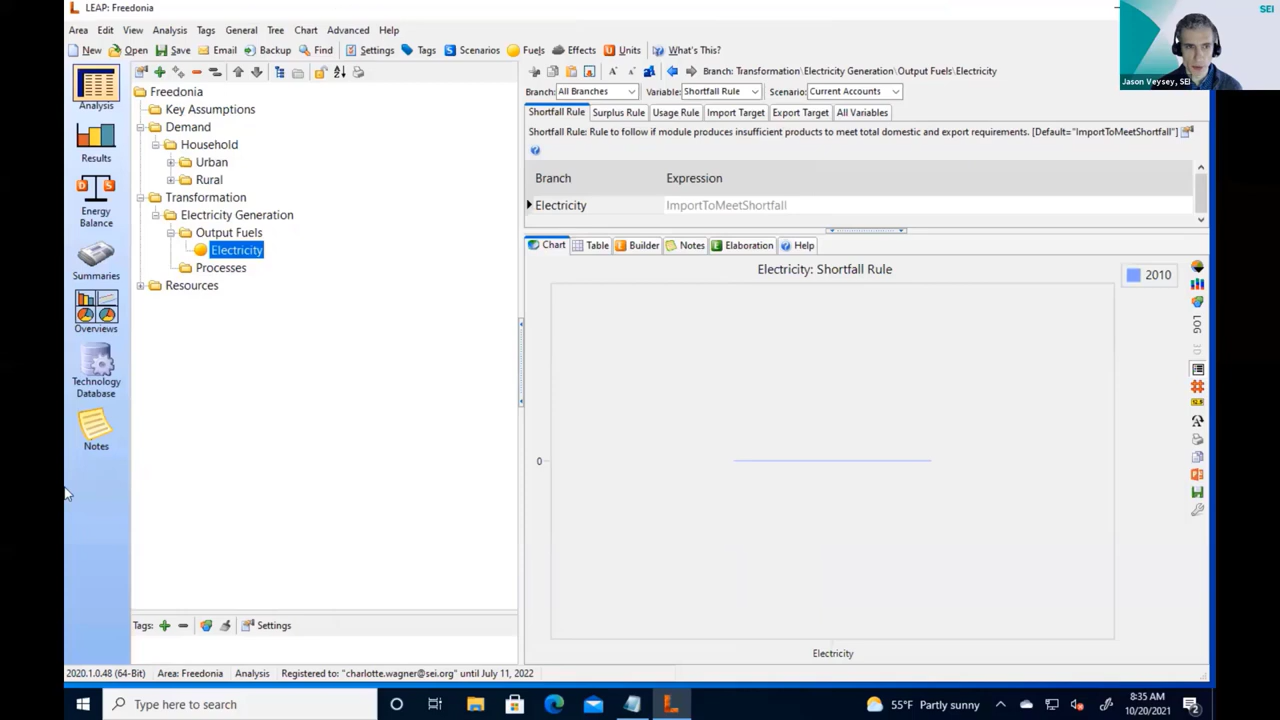 LEAP: Freedonia
SEI
Area Edit View Analysis Tags General Tree Chart Advanced Help
New Open Save Email Backup Find Settings Tags Scenarios Fuels Effects Units What's This?
Branch: Transformation\Electricity Generation\Output Fuels\Electricity
Jason Veysey, SEI
Branch: All Branches Variable: Shortfall Rule Scenario: Current Accounts
Shortfall Rule Surplus Rule Usage Rule Import Target Export Target All Variables
Shortfall Rule: Rule to follow if module produces insufficient products to meet total domestic and export requirements. [Default="ImportToMeetShortfall"]
Branch Expression
Electricity ImportToMeetShortfall
Analysis
Results
Energy
Balance
Summaries
Overviews
Technology
Database
Notes
Freedonia
Key Assumptions
Demand
Household
Urban
Rural
Transformation
Electricity Generation
Output Fuels
Electricity
Processes
Resources
Chart Table Builder Notes Elaboration Help
Electricity: Shortfall Rule
2010
LOG
3D
0
Electricity
Tags: Settings
2020.1.0.48 (64-Bit) Area: Freedonia Analysis Registered to: "charlotte.wagner@sei.org" until July 11, 2022
Type here to search
55°F Partly sunny
8:35 AM
10/20/2021
2